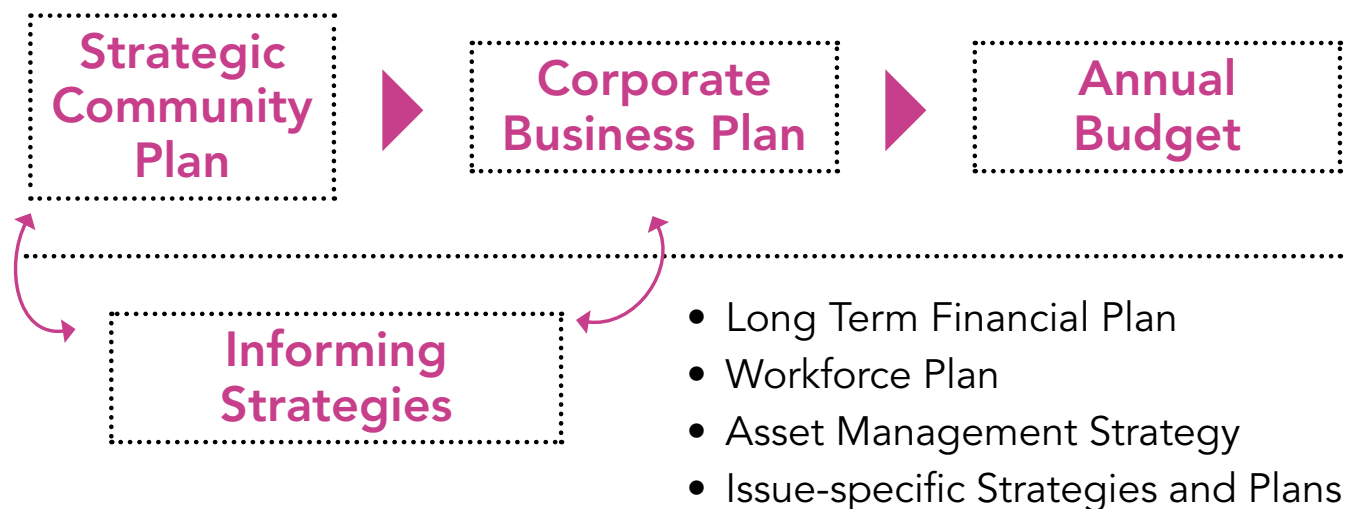 Strategic
Community
Plan
Corporate
Business Plan
Annual
Budget
Informing
Strategies
• Long Term Financial Plan
• Workforce Plan
• Asset Management Strategy
• Issue-specific Strategies and Plans